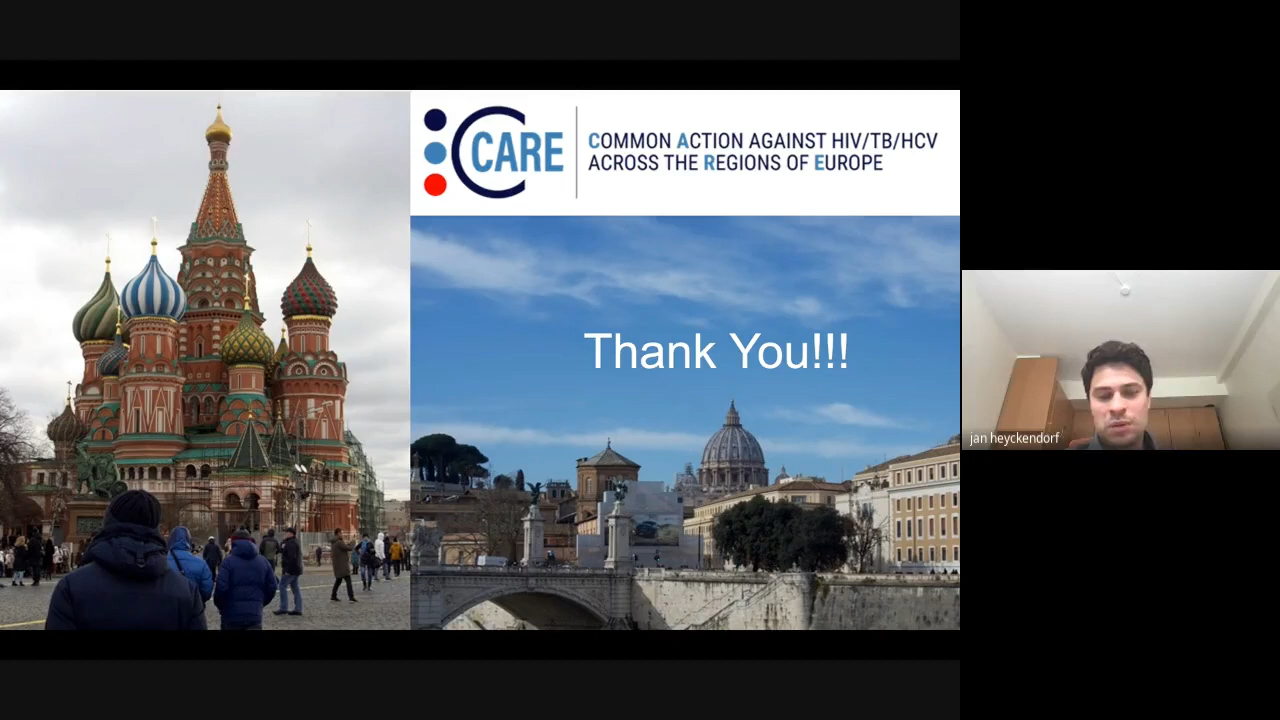 CARE
COMMON ACTION AGAINST HIV/TB/HCV
ACROSS THE REGIONS OF EUROPE
Thank You!!!
jan heyckendorf